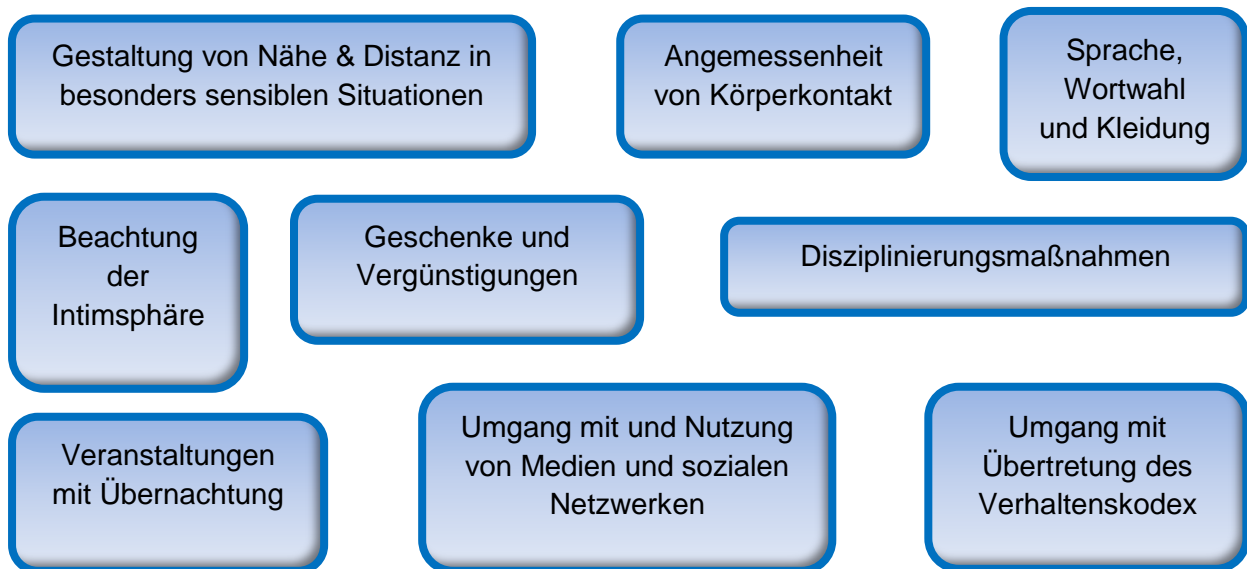 Gestaltung von Nähe & Distanz in
besonders sensiblen Situationen
Angemessenheit
von Körperkontakt
Sprache,
Wortwahl
und Kleidung
Beachtung
der
Intimsphäre
Geschenke und
Vergünstigungen
Disziplinierungsmaßnahmen
Veranstaltungen
mit Übernachtung
Umgang mit und Nutzung
von Medien und sozialen
Netzwerken
Umgang mit
Übertretung des
Verhaltenskodex